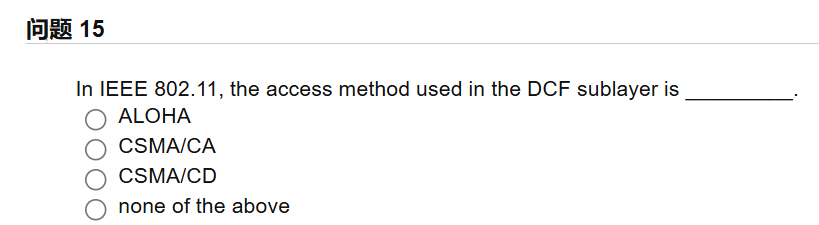 问题 15
In IEEE 802.11, the access method used in the DCF sublayer is __________.
ALOHA
CSMA/CA
CSMA/CD
none of the above